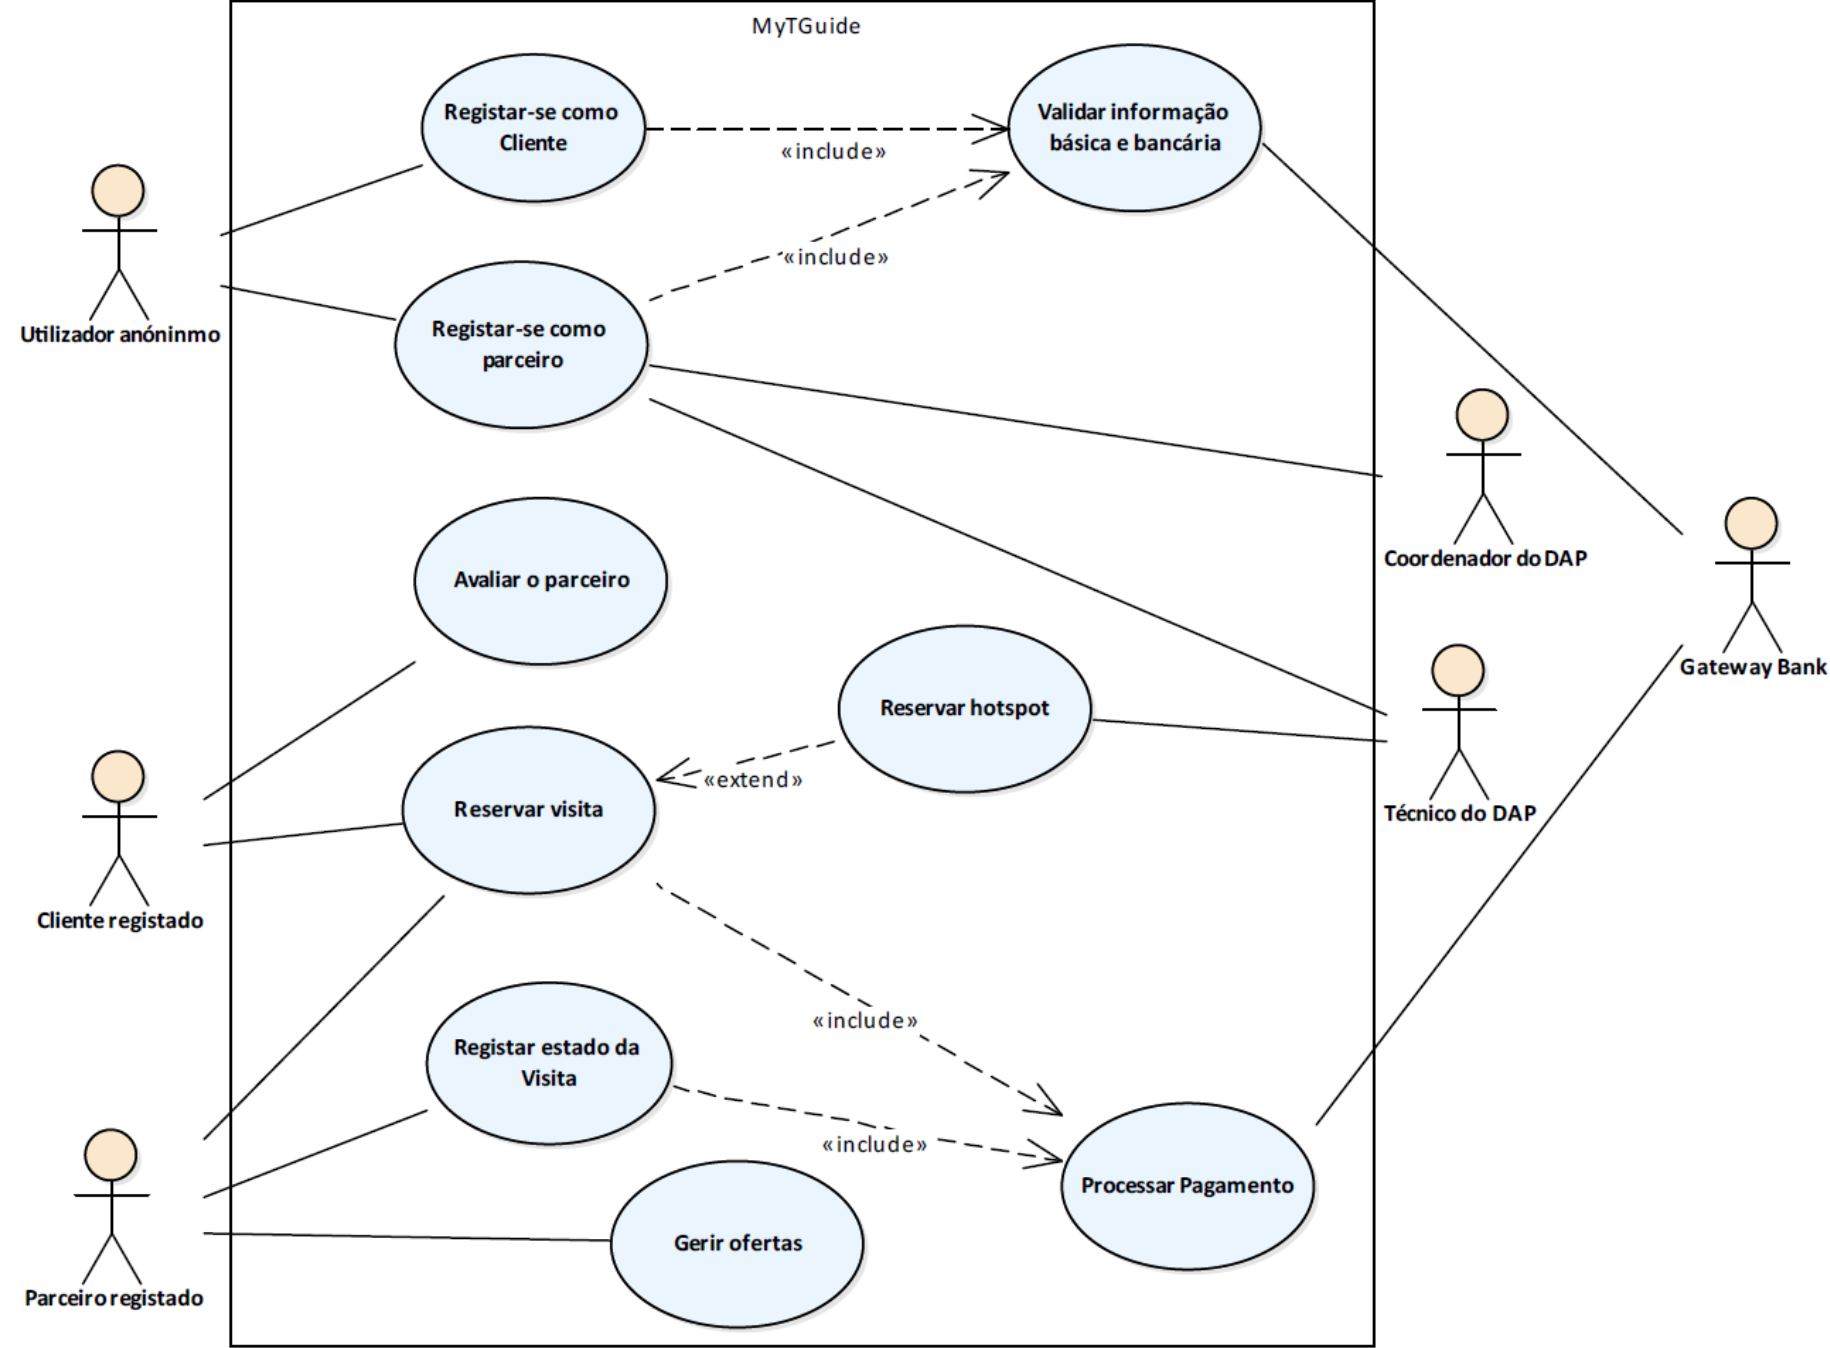 MyTGuide
Registar-se como
Cliente
«include»
Validar informação
básica e bancária
Utilizador anóninmo
«include»
Registar-se como
parceiro
Coordenador do DAP
Avaliar o parceiro
Gateway Bank
Reservar hotspot
«extend»
Reservar visita
Técnico do DAP
Cliente registado
«include»
Registar estado da
Visita
«include»
Processar Pagamento
Gerir ofertas
Parceiro registado